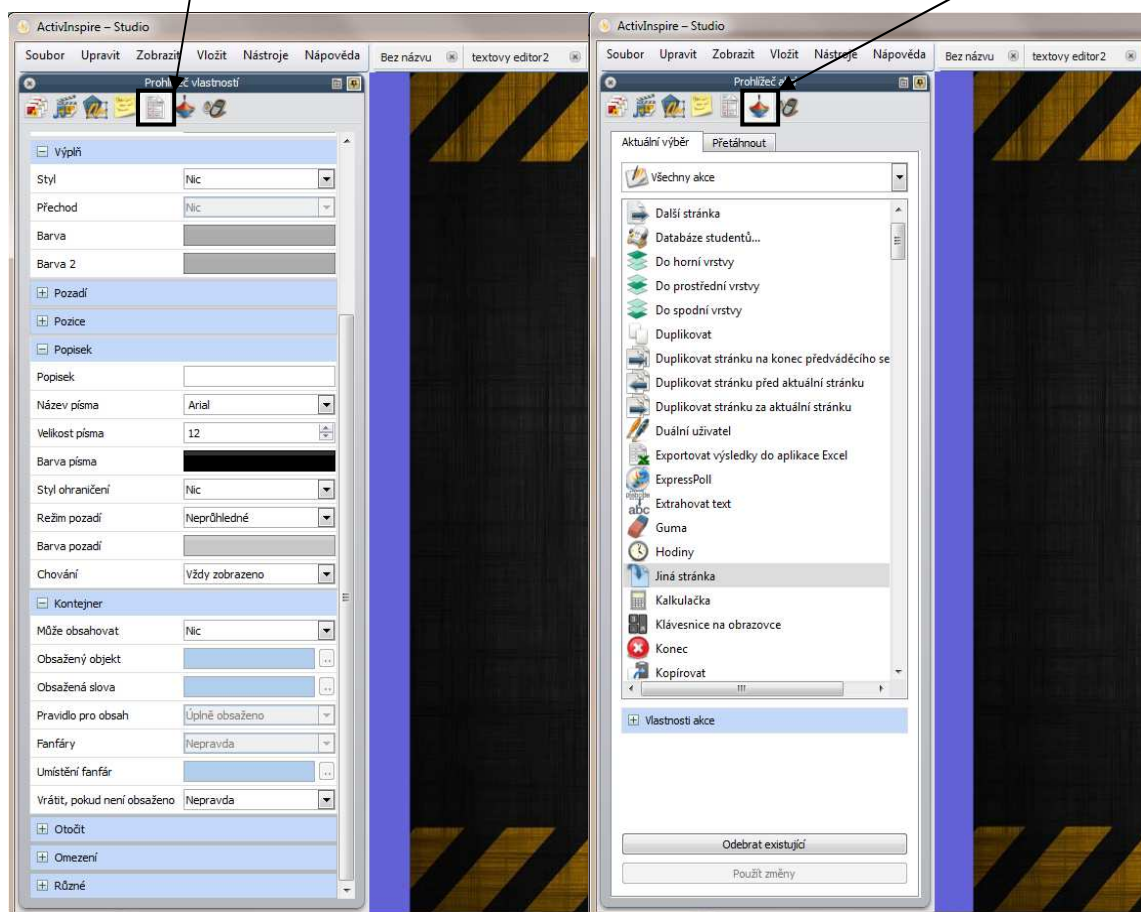 ActivInspire – Studio
Soubor Upravit Zobrazit Vložit Nástroje Nápověda Bez názvu textovy editor2
Prohlížeč vlastností
Výplň
Styl Nic
Přechod Nic
Barva
Barva 2
Pozadí
Pozice
Popisek
Popisek
Název písma Arial
Velikost písma 12
Barva písma
Styl ohraničení Nic
Režim pozadí Neprůhledné
Barva pozadí
Chování Vždy zobrazeno
Kontejner
Může obsahovat Nic
Obsažený objekt ..
Obsažená slova ..
Pravidlo pro obsah Úplně obsaženo
Fanfáry Nepravda
Umístění fanfár ..
Vrátit, pokud není obsaženo Nepravda
Otočit
Omezení
Různé
ActivInspire – Studio
Soubor Upravit Zobrazit Vložit Nástroje Nápověda Bez názvu textovy editor2
Prohlížeč akcí
Aktuální výběr Přetáhnout
Všechny akce
Další stránka
Databáze studentů...
Do horní vrstvy
Do prostřední vrstvy
Do spodní vrstvy
Duplikovat
Duplikovat stránku na konec předváděcího se
Duplikovat stránku před aktuální stránku
Duplikovat stránku za aktuální stránku
Duální uživatel
Exportovat výsledky do aplikace Excel
ExpressPoll
abc Extrahovat text
Guma
Hodiny
Jiná stránka
Kalkulačka
Klávesnice na obrazovce
Konec
Kopírovat
Vlastnosti akce
Odebrat existující
Použít změny